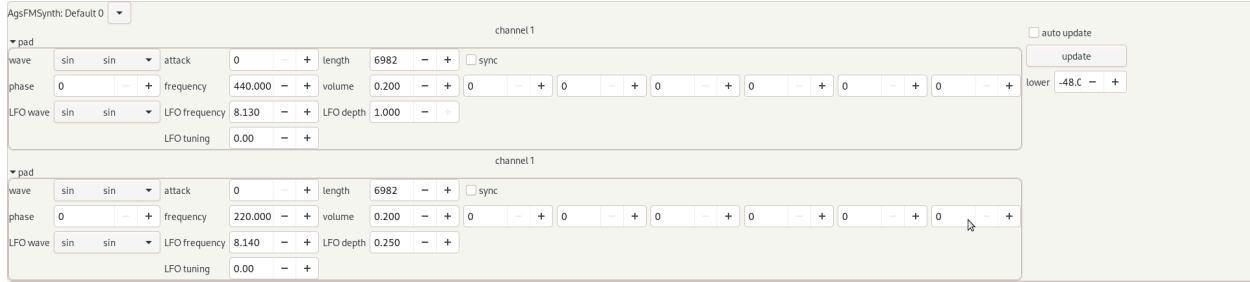 AgsFMSynth: Default 0
channel 1
pad
wave sin sin attack 0 − + length 6982 − + sync
phase 0 − + frequency 440.000 − + volume 0.200 − + 0 − + 0 − + 0 − + 0 − + 0 − + 0 − +
LFO wave sin sin LFO frequency 8.130 − + LFO depth 1.000 − +
LFO tuning 0.00 − +
channel 1
pad
wave sin sin attack 0 − + length 6982 − + sync
phase 0 − + frequency 220.000 − + volume 0.200 − + 0 − + 0 − + 0 − + 0 − + 0 − + 0 − +
LFO wave sin sin LFO frequency 8.140 − + LFO depth 0.250 − +
LFO tuning 0.00 − +
auto update
update
lower -48.0 − +